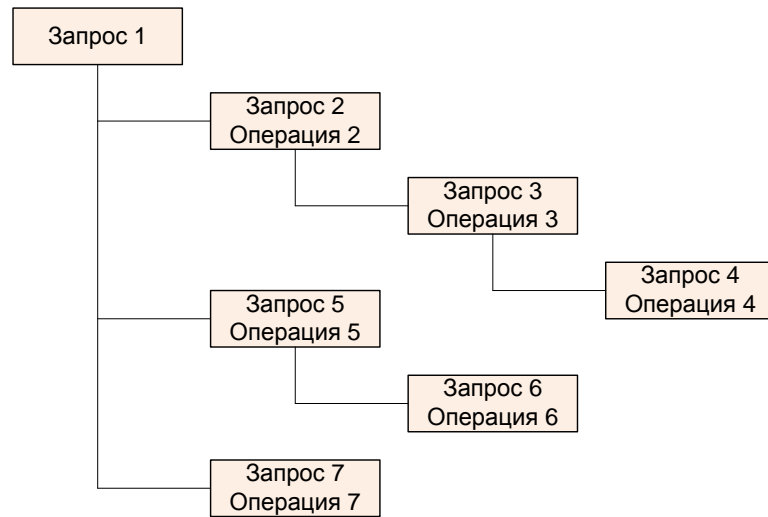 Запрос 1
Запрос 2
Операция 2
Запрос 3
Операция 3
Запрос 4
Операция 4
Запрос 5
Операция 5
Запрос 6
Операция 6
Запрос 7
Операция 7